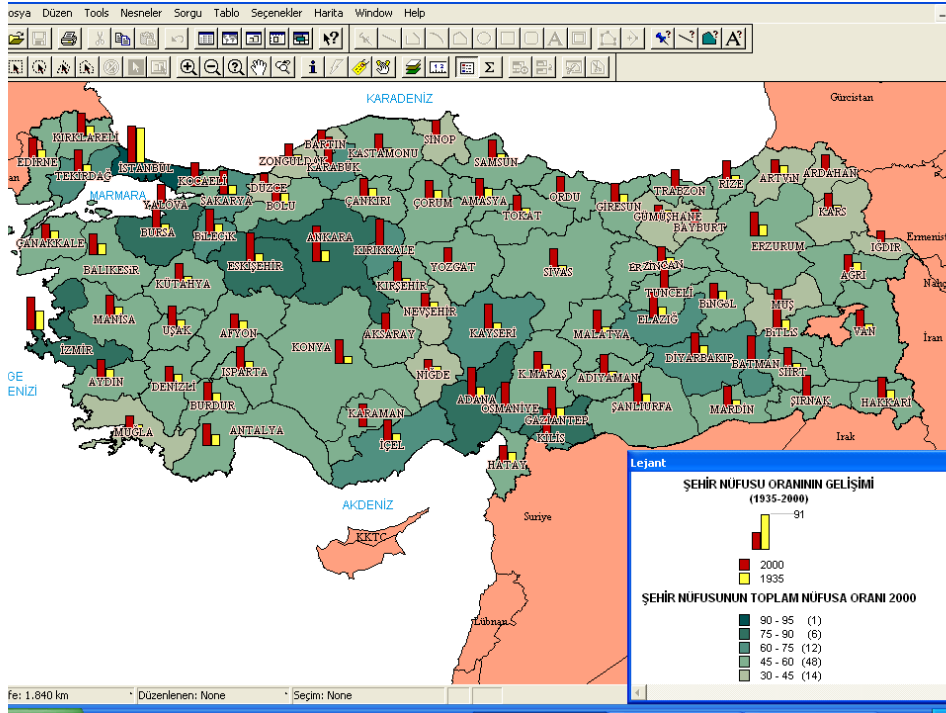 osya Düzen Tools Nesneler Sorgu Tablo Seçenekler Harita Window Help
KARADENİZ
Gürcistan
KIRKLARELİ
EDİRNE
TEKİRDAĞ
İSTANBUL
KOCAELİ
SAKARYA
DÜZCE
BOLU
ZONGULDAK
BARTIN
KARABÜK
KASTAMONU
SİNOP
SAMSUN
ÇANKIRI
ÇORUM
AMASYA
TOKAT
ORDU
GİRESUN
TRABZON
GÜMÜŞHANE
BAYBURT
RİZE
ARTVİN
ARDAHAN
KARS
Ermenist
IĞDIR
MARMARA
YALOVA
BURSA
BİLECİK
ÇANAKKALE
BALIKESİR
ESKİŞEHİR
ANKARA
KIRIKKALE
KIRŞEHİR
YOZGAT
SİVAS
ERZİNCAN
ERZURUM
AĞRI
Nahç
TUNCELİ
BİNGÖL
MUŞ
KÜTAHYA
MANİSA
UŞAK
AFYON
NEVŞEHİR
AKSARAY
KAYSERİ
MALATYA
ELAZIĞ
DİYARBAKIR
BATMAN
BİTLİS
SİİRT
VAN
Iran
İZMİR
KONYA
AYDIN
DENİZLİ
ISPARTA
BURDUR
NİĞDE
ADANA
K.MARAŞ
ADIYAMAN
OSMANİYE
GAZİANTEP
KİLİS
ŞANLIURFA
MARDİN
ŞIRNAK
HAKKARİ
GE
ENİZİ
MUĞLA
ANTALYA
KARAMAN
İÇEL
HATAY
Irak
AKDENİZ
Suriye
KKTC
Lübnan
Lejant
ŞEHİR NÜFUSU ORANININ GELİŞİMİ
(1935-2000)
91
2000
1935
ŞEHİR NÜFUSUNUN TOPLAM NÜFUSA ORANI 2000
90 - 95 (1)
75 - 90 (6)
60 - 75 (12)
45 - 60 (48)
30 - 45 (14)
fe: 1.840 km Düzenlenen: None Seçim: None